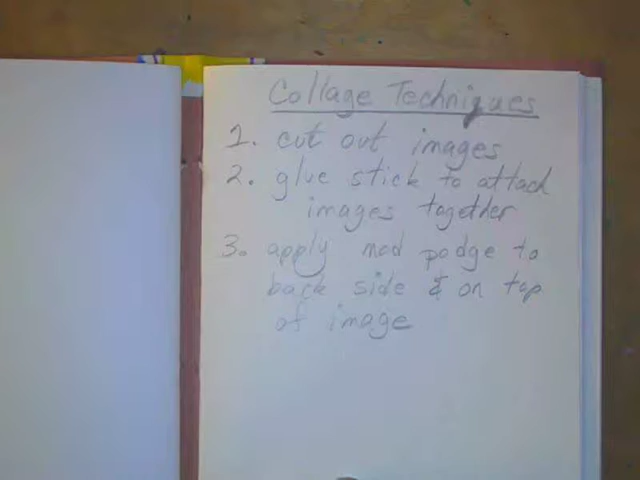 Collage Techniques
1. cut out images
2. glue stick to attach
images together
3. apply mod podge to
back side & on top
of image